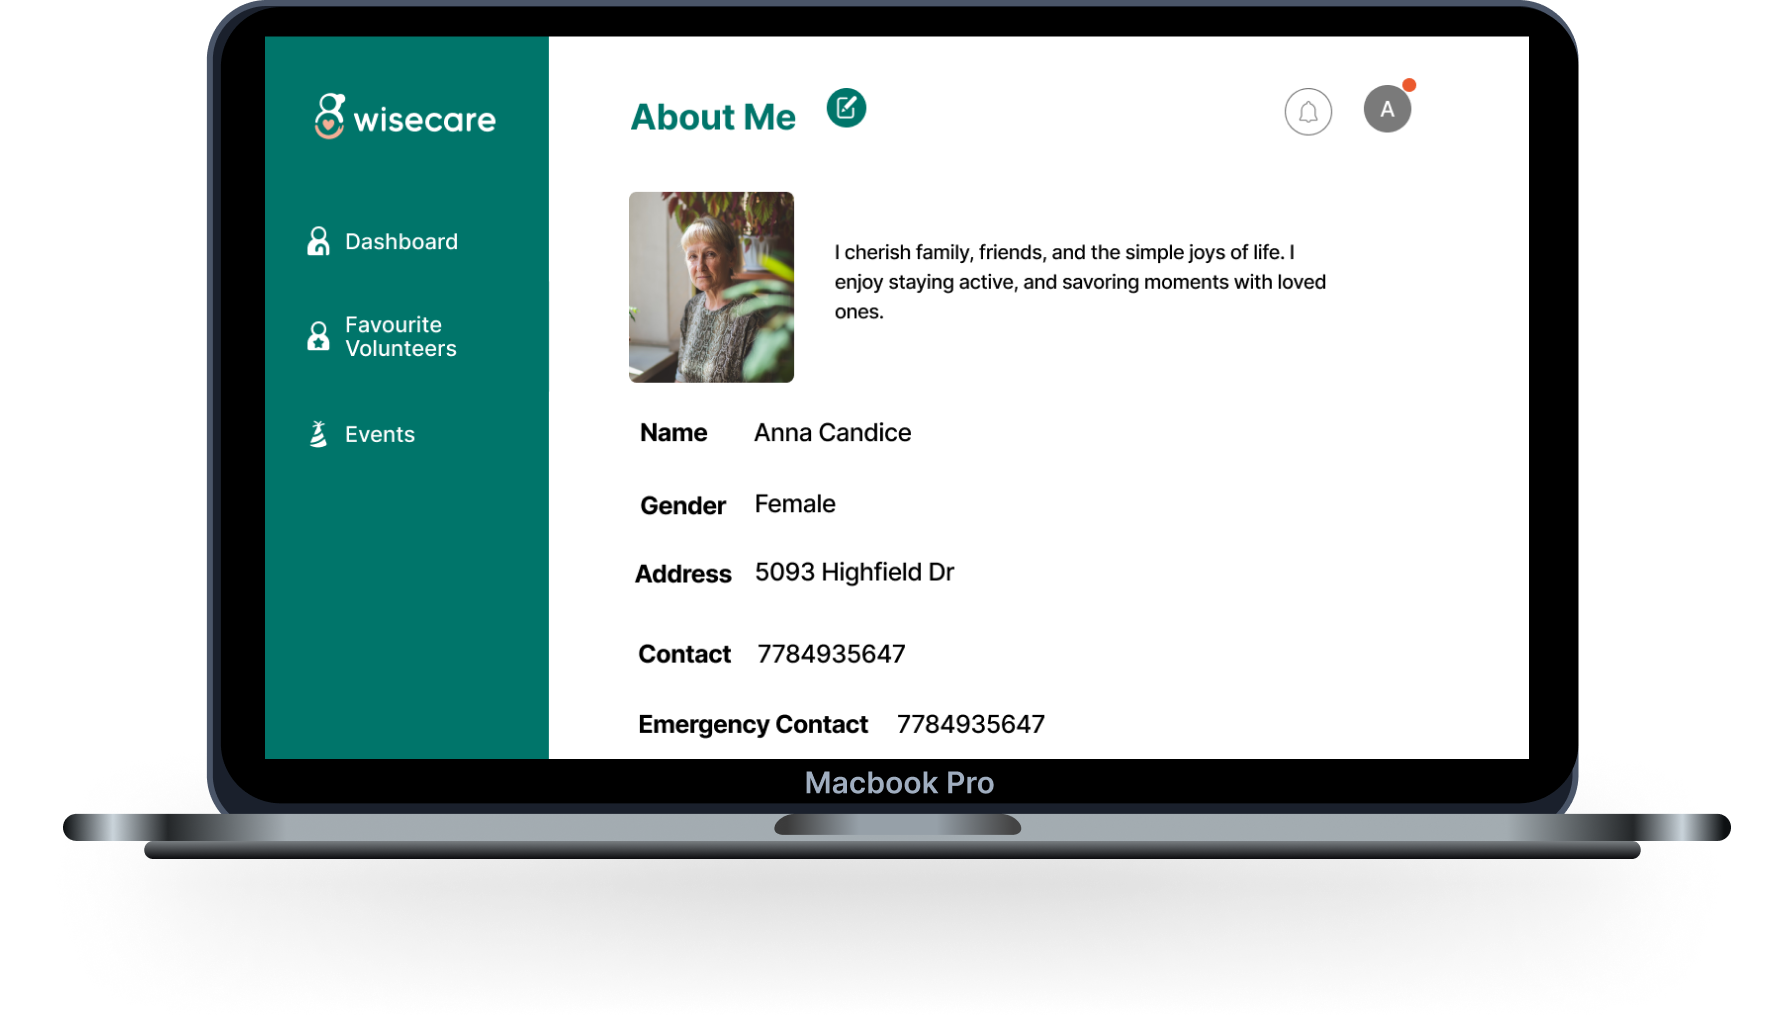 wisecare
Dashboard
Favourite
Volunteers
Events
About Me
A
I cherish family, friends, and the simple joys of life. I
enjoy staying active, and savoring moments with loved
ones.
Name Anna Candice
Gender Female
Address 5093 Highfield Dr
Contact 7784935647
Emergency Contact 7784935647
Macbook Pro